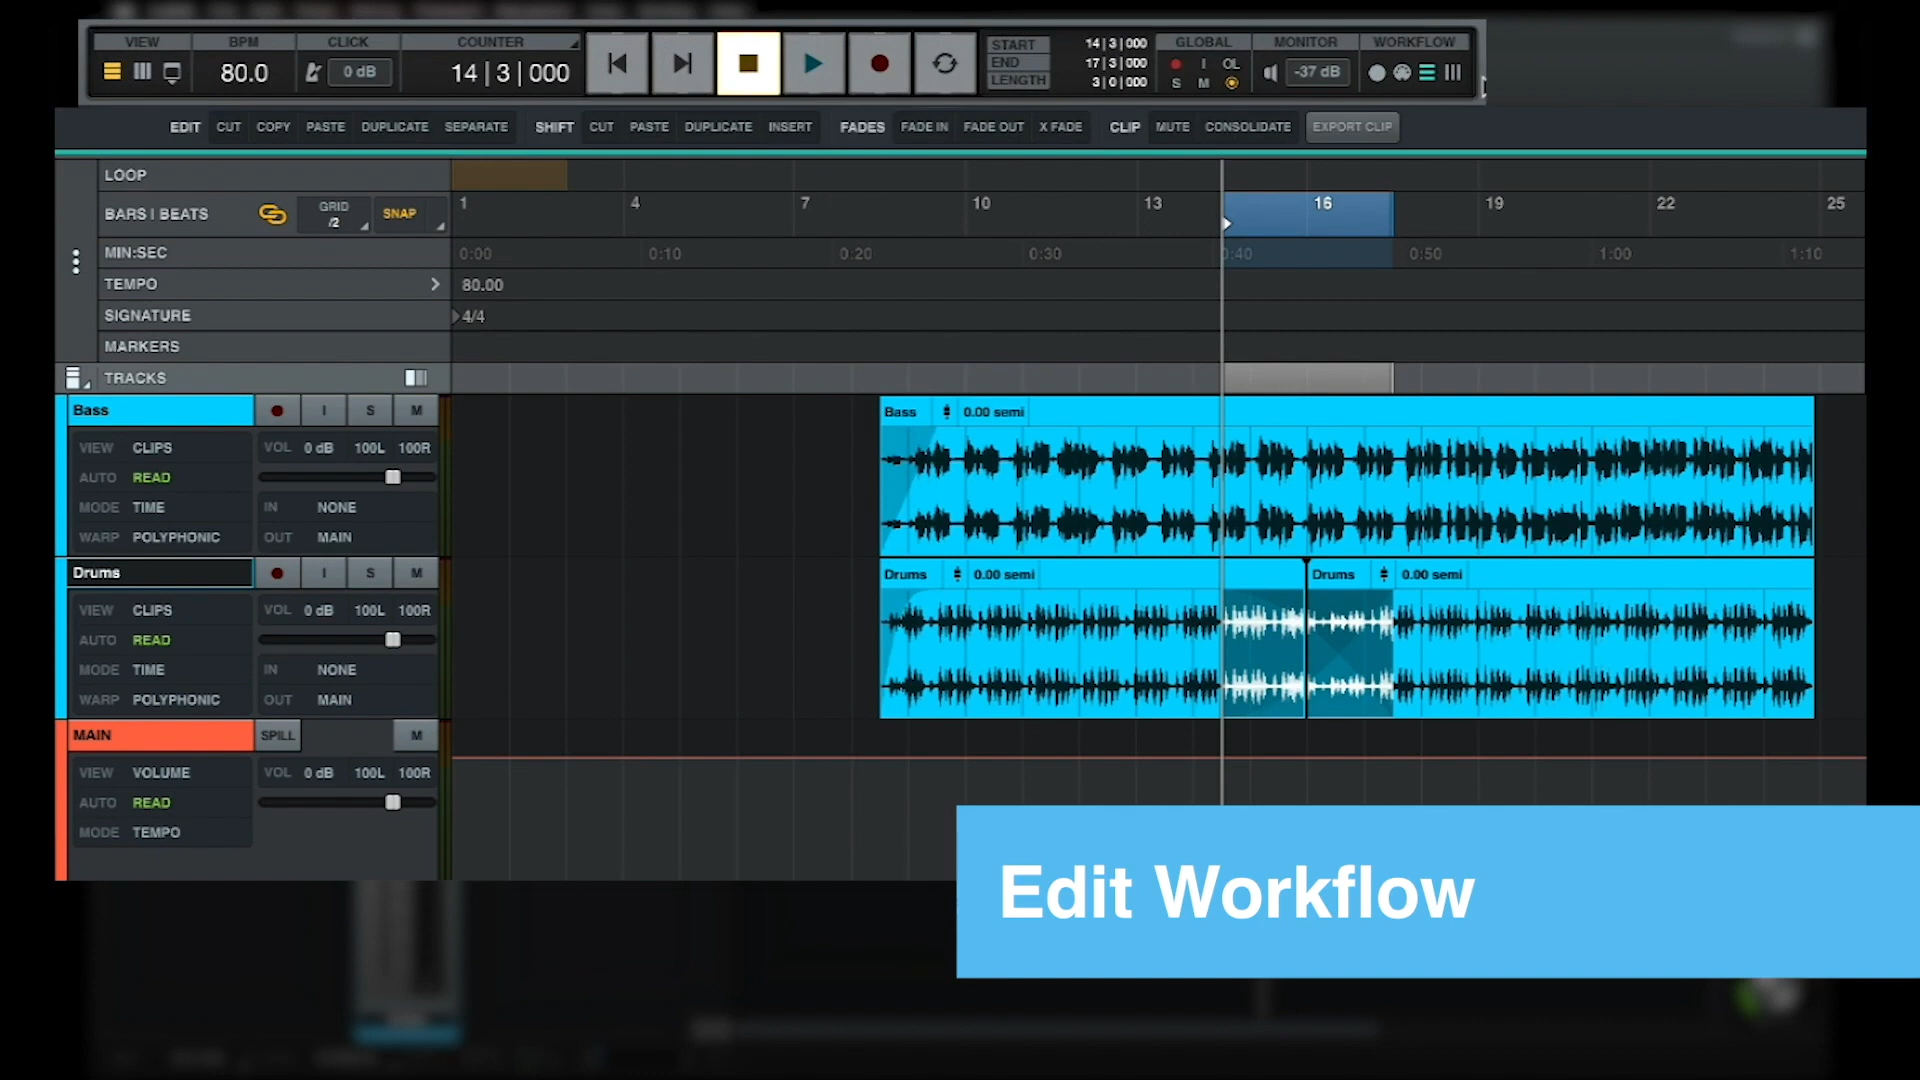 VIEW BPM CLICK COUNTER START 14|3|000 GLOBAL MONITOR WORKFLOW
80.0 0 dB 14|3|000 END 17|3|000 I OL -37 dB
LENGTH 3|0|000 S M
EDIT CUT COPY PASTE DUPLICATE SEPARATE SHIFT CUT PASTE DUPLICATE INSERT FADES FADE IN FADE OUT X FADE CLIP MUTE CONSOLIDATE EXPORT CLIP
LOOP
BARS | BEATS GRID /2 SNAP 1 4 7 10 13 16 19 22 25
MIN:SEC 0:00 0:10 0:20 0:30 0:40 0:50 1:00 1:10
TEMPO 80.00
SIGNATURE 4/4
MARKERS
TRACKS
Bass I S M Bass 0.00 semi
VIEW CLIPS VOL 0 dB 100L 100R
AUTO READ
MODE TIME IN NONE
WARP POLYPHONIC OUT MAIN
Drums I S M Drums 0.00 semi Drums 0.00 semi
VIEW CLIPS VOL 0 dB 100L 100R
AUTO READ
MODE TIME IN NONE
WARP POLYPHONIC OUT MAIN
MAIN SPILL M
VIEW VOLUME VOL 0 dB 100L 100R
AUTO READ
MODE TEMPO
Edit Workflow